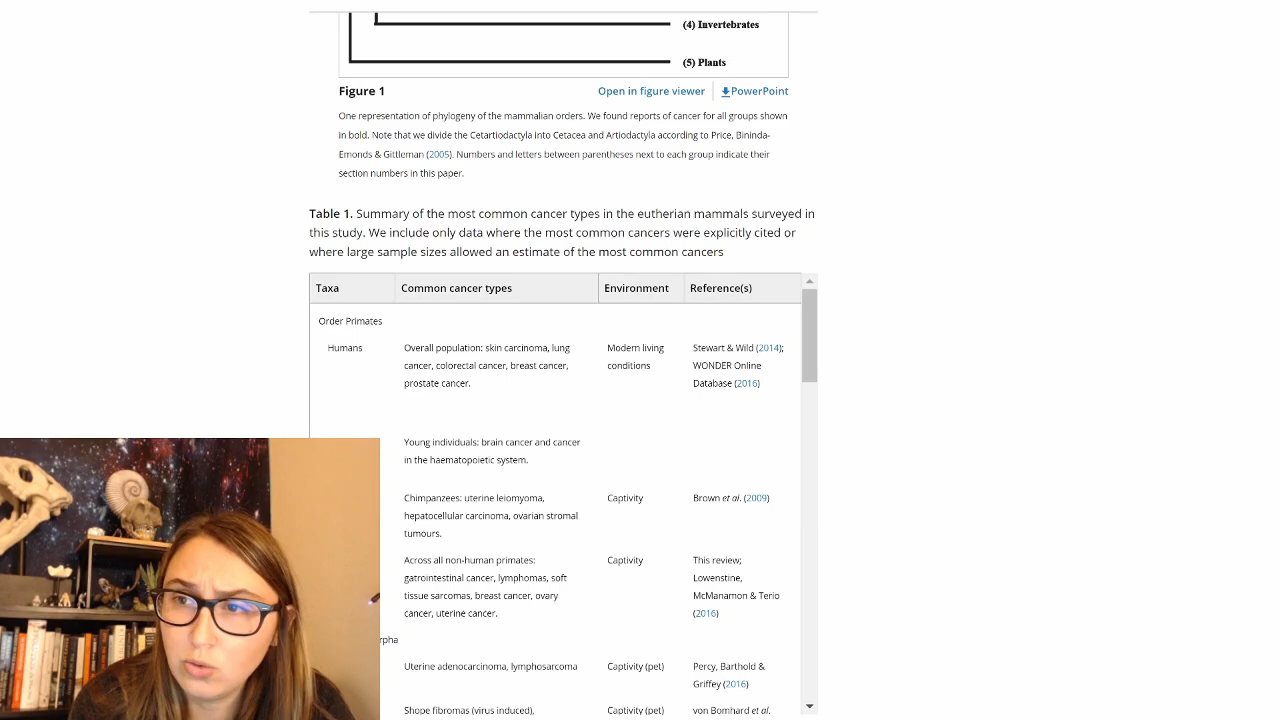 (4) Invertebrates
(5) Plants
Figure 1
Open in figure viewer
PowerPoint
One representation of phylogeny of the mammalian orders. We found reports of cancer for all groups shown
in bold. Note that we divide the Cetartiodactyla into Cetacea and Artiodactyla according to Price, Bininda-
Emonds & Gittleman (2005). Numbers and letters between parentheses next to each group indicate their
section numbers in this paper.
Table 1. Summary of the most common cancer types in the eutherian mammals surveyed in
this study. We include only data where the most common cancers were explicitly cited or
where large sample sizes allowed an estimate of the most common cancers
Taxa Common cancer types Environment Reference(s)
Order Primates
Humans Overall population: skin carcinoma, lung Modern living Stewart & Wild (2014);
cancer, colorectal cancer, breast cancer, conditions WONDER Online
prostate cancer. Database (2016)
Young individuals: brain cancer and cancer
in the haematopoietic system.
Chimpanzees: uterine leiomyoma, Captivity Brown et al. (2009)
hepatocellular carcinoma, ovarian stromal
tumours.
Across all non-human primates: Captivity This review;
gatrointestinal cancer, lymphomas, soft Lowenstine,
tissue sarcomas, breast cancer, ovary McManamon & Terio
cancer, uterine cancer. (2016)
rpha
Uterine adenocarcinoma, lymphosarcoma Captivity (pet) Percy, Barthold &
Griffey (2016)
Shope fibromas (virus induced), Captivity (pet) von Bomhard et al.